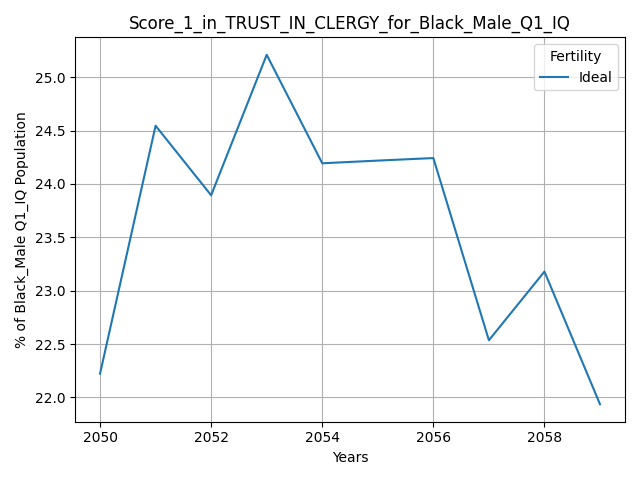 Score_1_in_TRUST_IN_CLERGY_for_Black_Male_Q1_IQ
Fertility
Ideal
% of Black_Male Q1_IQ Population
25.0
24.5
24.0
23.5
23.0
22.5
22.0
2050
2052
2054
2056
2058
Years